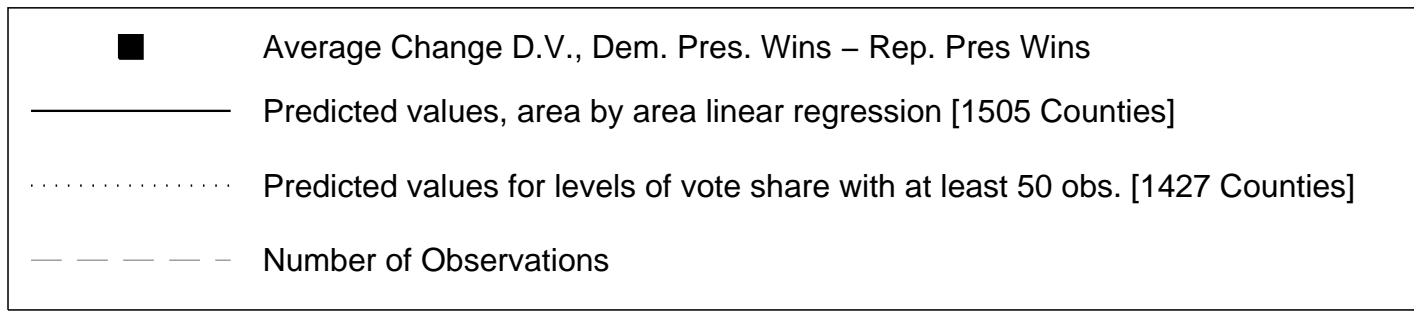 Average Change D.V., Dem. Pres. Wins − Rep. Pres Wins
Predicted values, area by area linear regression [1505 Counties]
Predicted values for levels of vote share with at least 50 obs. [1427 Counties]
Number of Observations